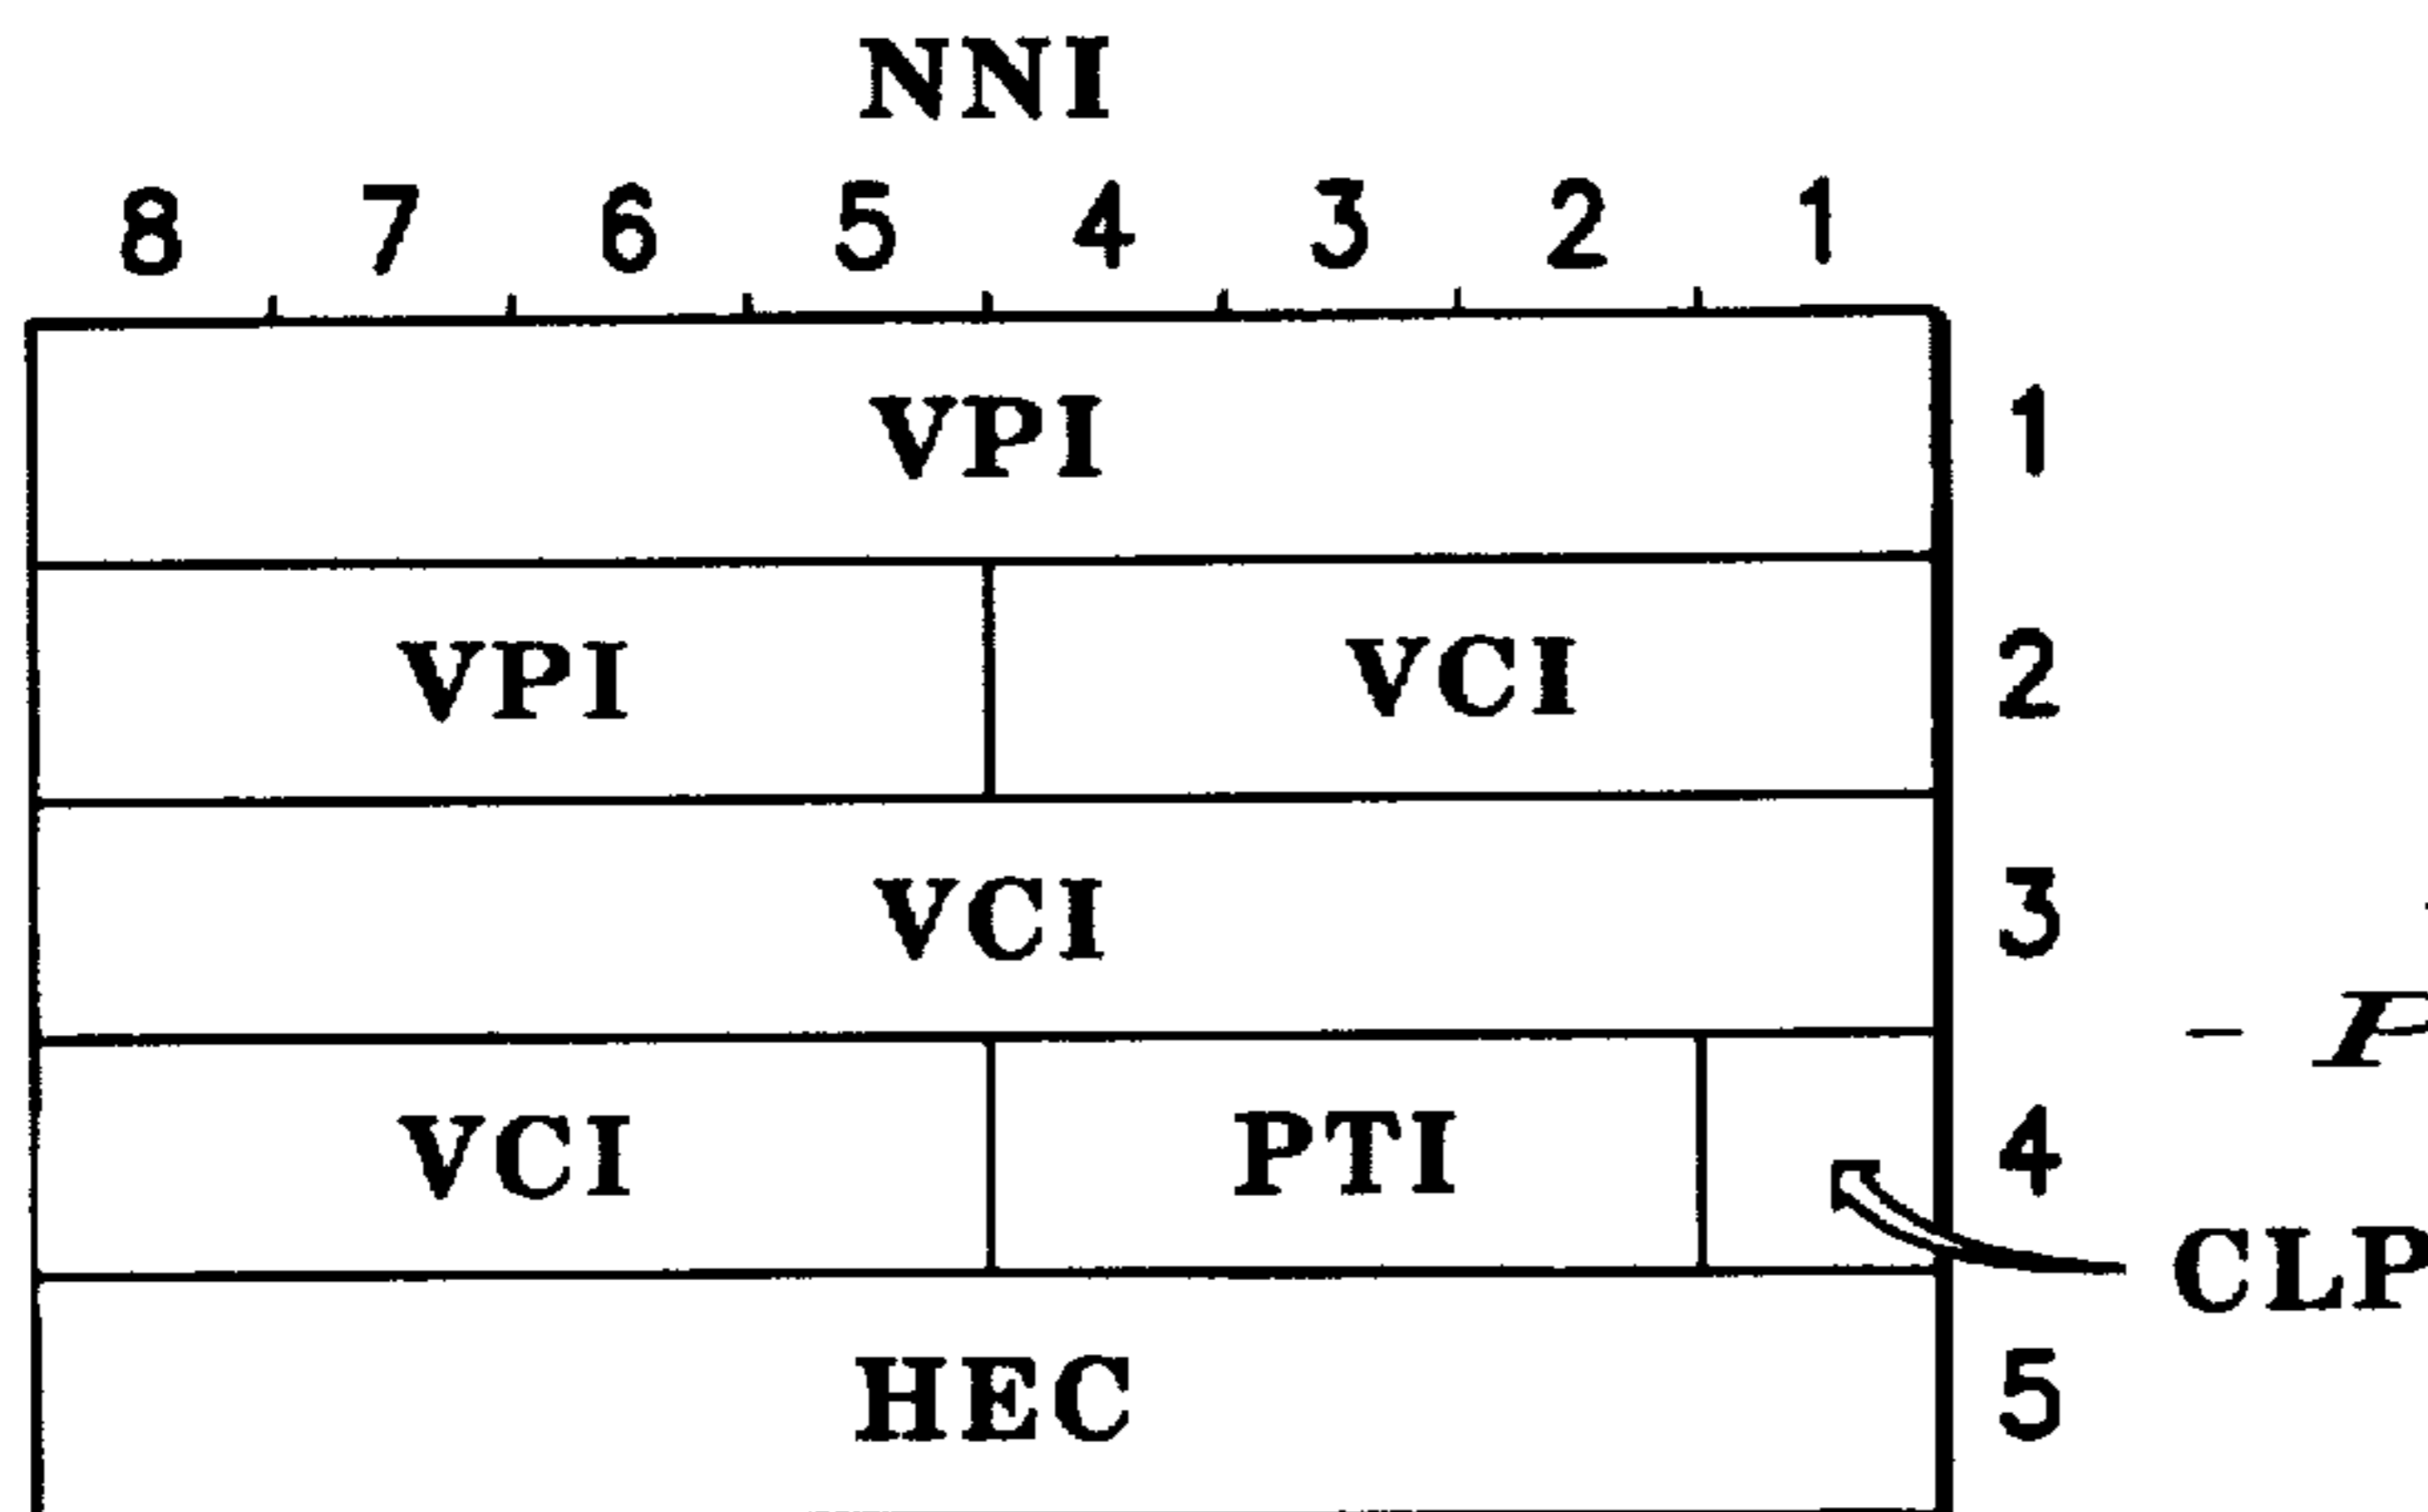 NNI
8 7 6 5 4 3 2 1
VPI 1
VPI VCI 2
VCI 3
VCI PTI 4
CLP
HEC 5